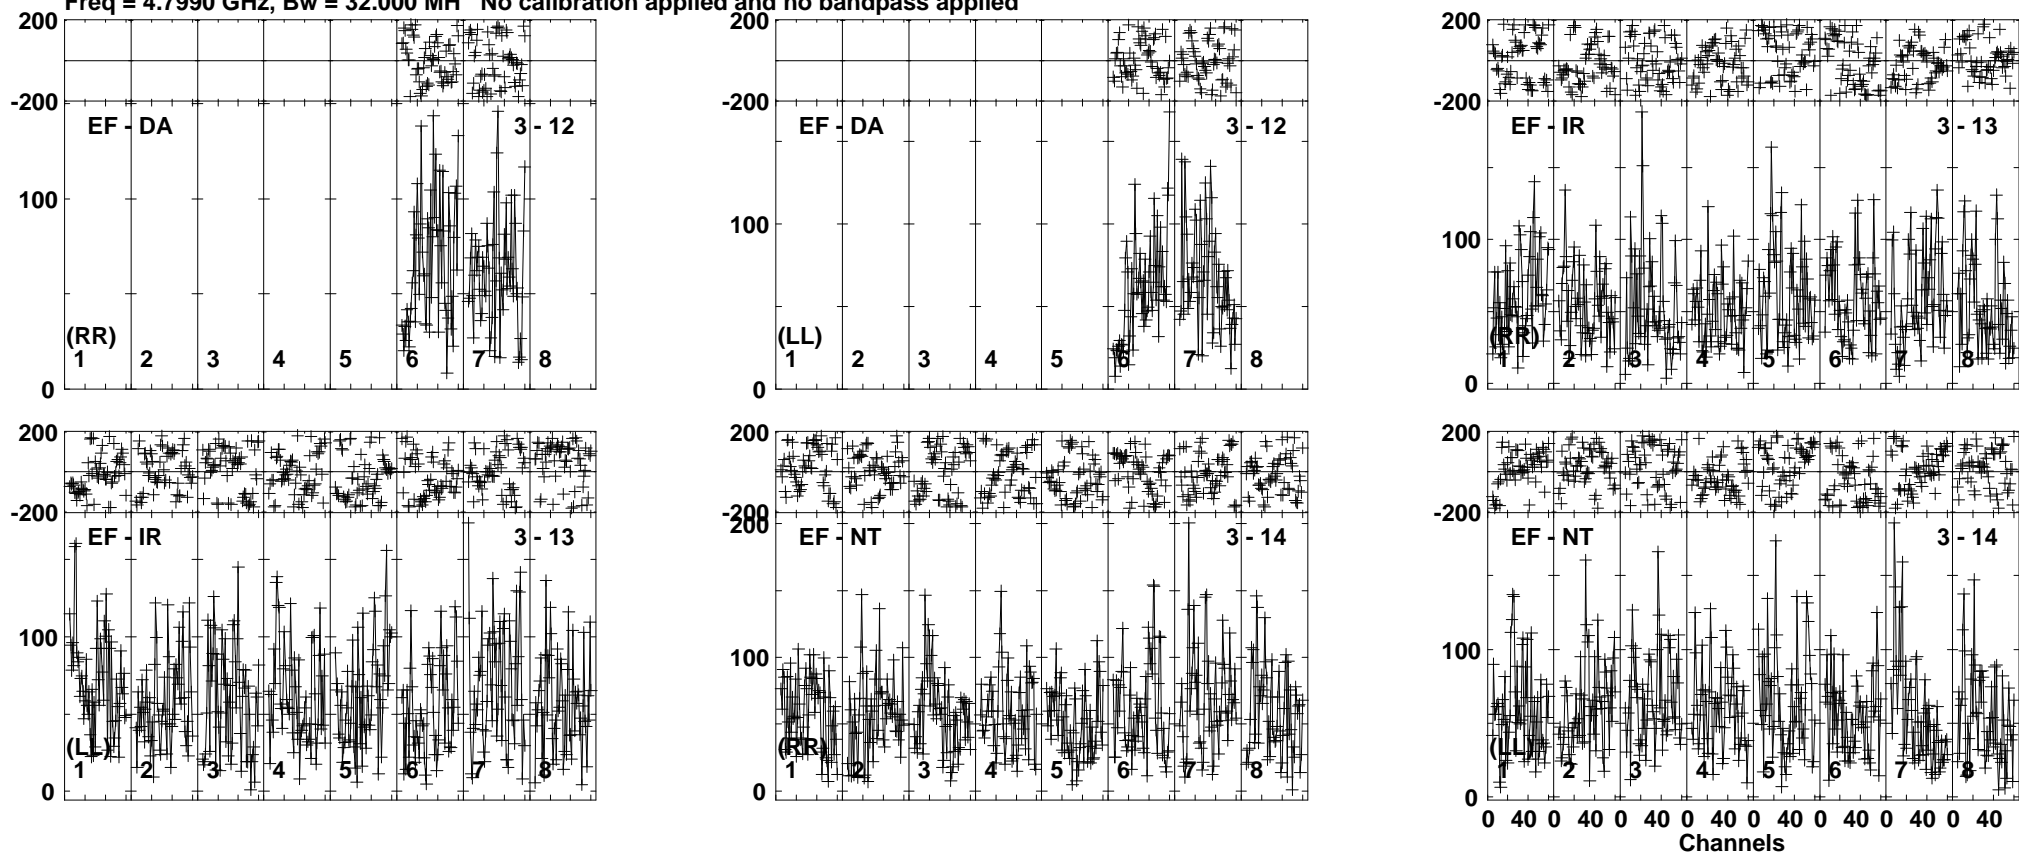 Freq = 4.7990 GHz, Bw = 32.000 MH No calibration applied and no bandpass applied
200
-200
EF - DA
3 - 12
100
(RR)
1 2 3 4 5 6 7 8
0
200
-200
EF - DA
3 - 12
100
(LL)
1 2 3 4 5 6 7 8
0
200
-200
EF - IR
3 - 13
100
(RR)
1 2 3 4 5 6 7 8
0
200
-200
EF - IR
3 - 13
100
(LL)
1 2 3 4 5 6 7 8
0
200
-200
200
EF - NT
3 - 14
100
(RR)
1 2 3 4 5 6 7 8
0
200
-200
EF - NT
3 - 14
100
(LL)
1 2 3 4 5 6 7 8
0
0 40 0 40 0 40 0 40 0 40 0 40 0 40 0 40
Channels